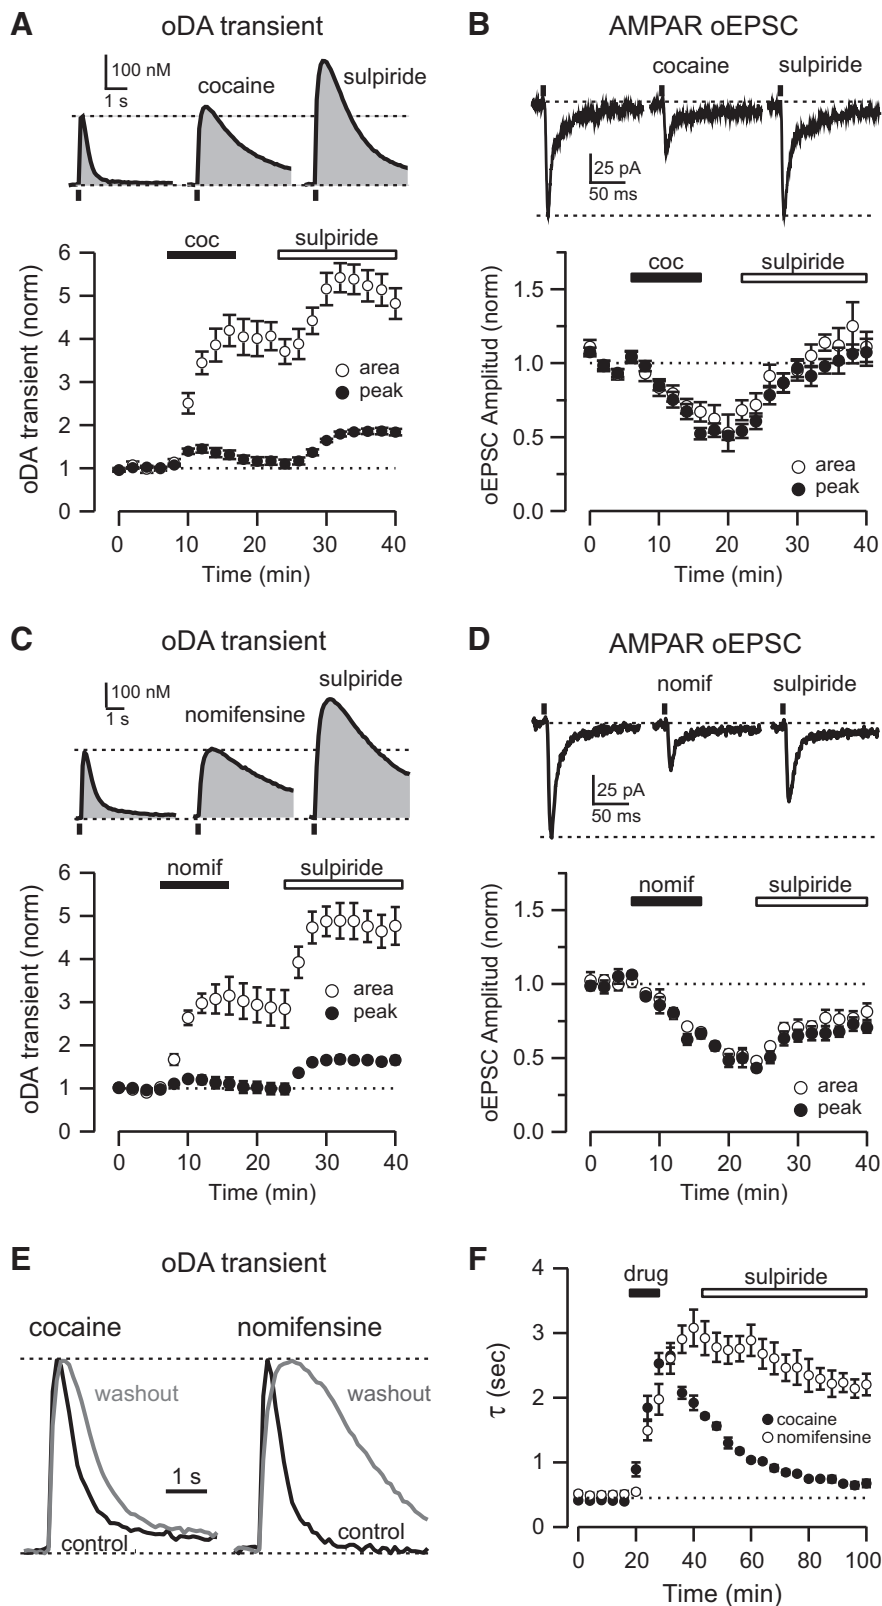 A
oDA transient
100 nM
1 s
cocaine
sulpiride
oDA transient (norm)
6
5
4
3
2
1
0
coc
sulpiride
area
peak
0
10
20
30
40
Time (min)
B
AMPAR oEPSC
cocaine
sulpiride
25 pA
50 ms
oEPSC Amplitud (norm)
1.5
1.0
0.5
0.0
coc
sulpiride
area
peak
0
10
20
30
40
Time (min)
C
oDA transient
100 nM
1 s
nomifensine
sulpiride
oDA transient (norm)
6
5
4
3
2
1
0
nomif
sulpiride
area
peak
0
10
20
30
40
Time (min)
D
AMPAR oEPSC
nomif
sulpiride
25 pA
50 ms
oEPSC Amplitud (norm)
1.5
1.0
0.5
0.0
nomif
sulpiride
area
peak
0
10
20
30
40
Time (min)
E
oDA transient
cocaine
washout
1 s
control
nomifensine
washout
control
F
τ (sec)
4
3
2
1
0
drug
sulpiride
cocaine
nomifensine
0
20
40
60
80
100
Time (min)